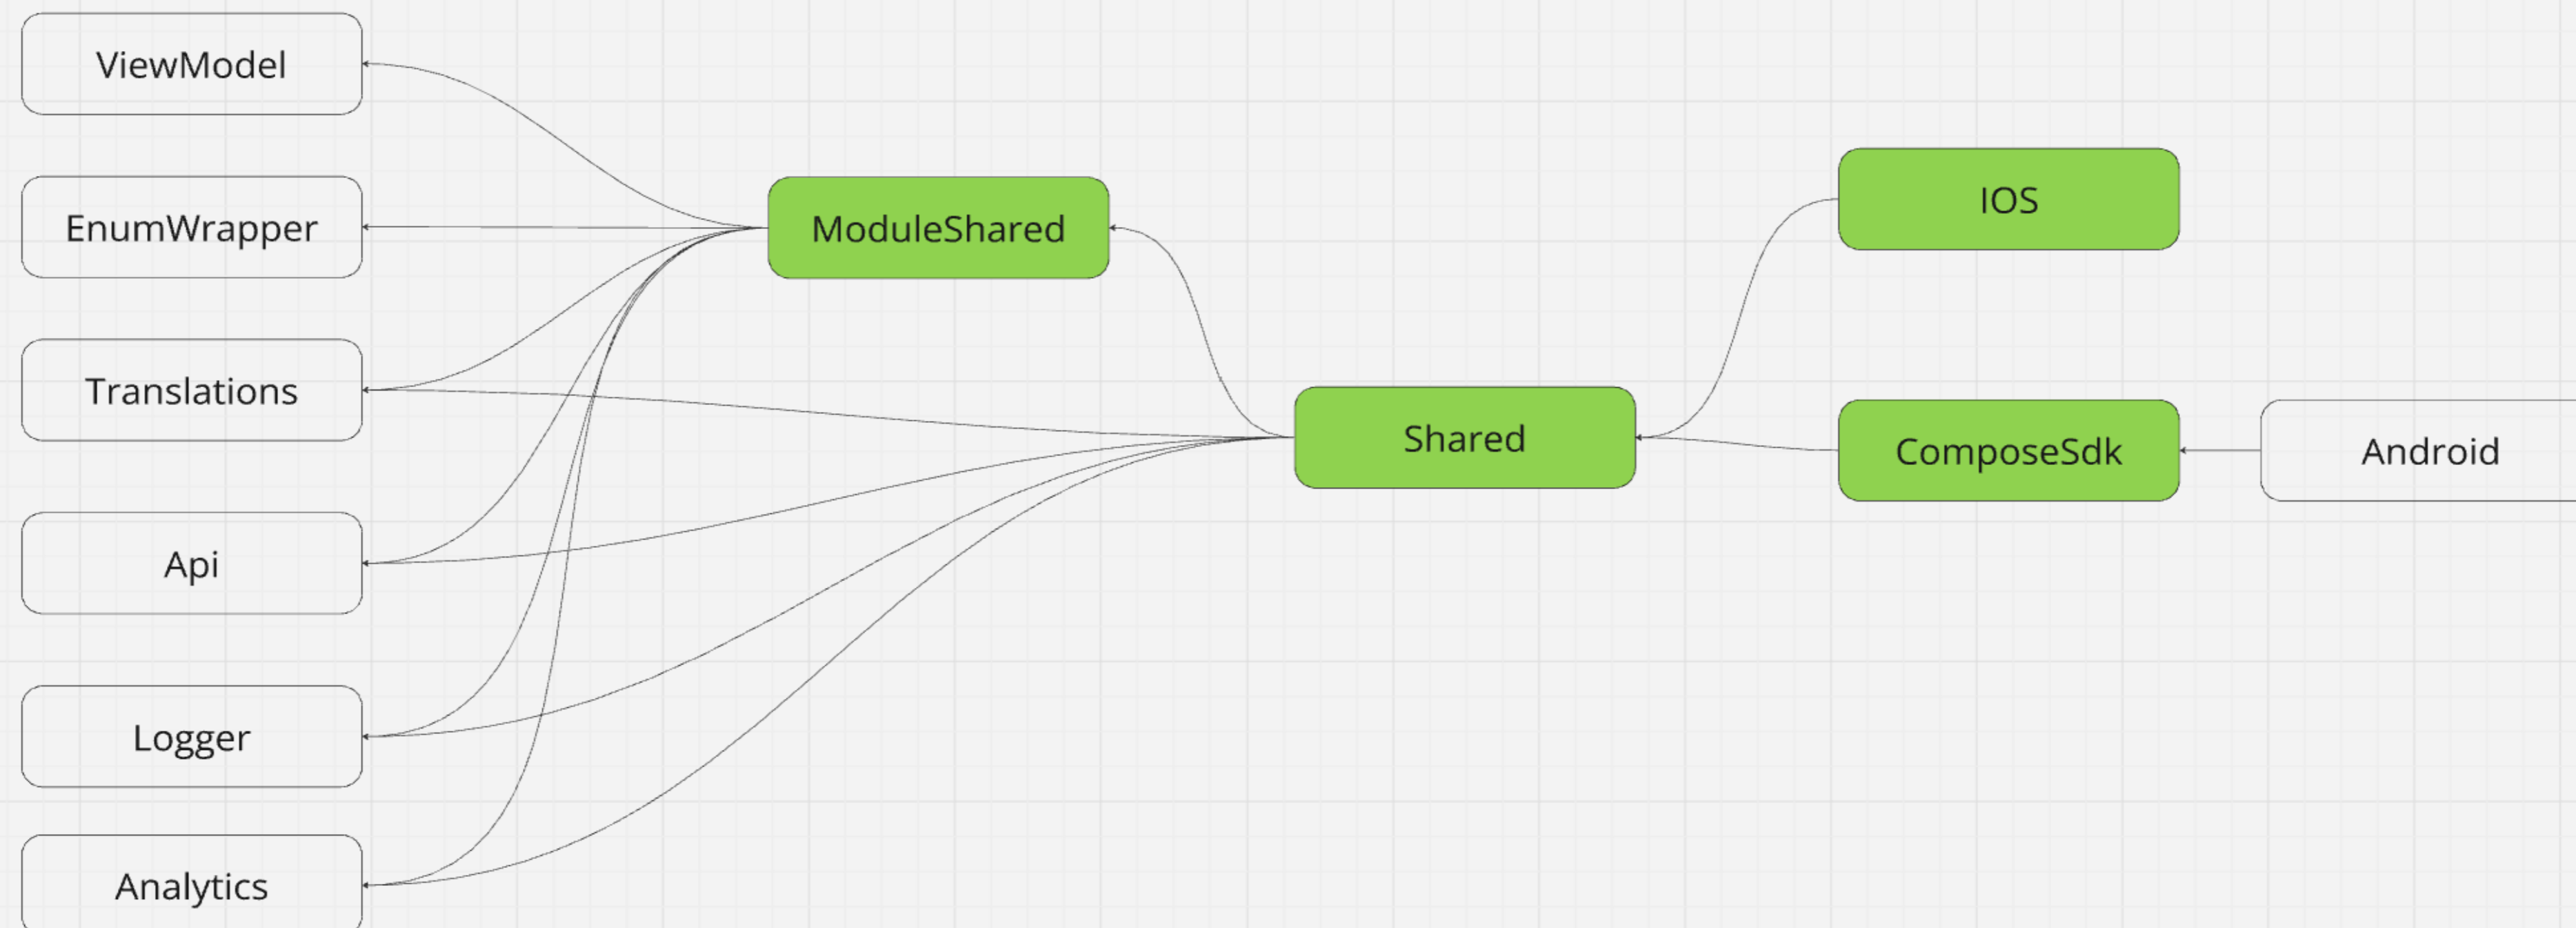 ViewModel
EnumWrapper
Translations
Api
Logger
Analytics
ModuleShared
Shared
IOS
ComposeSdk
Android